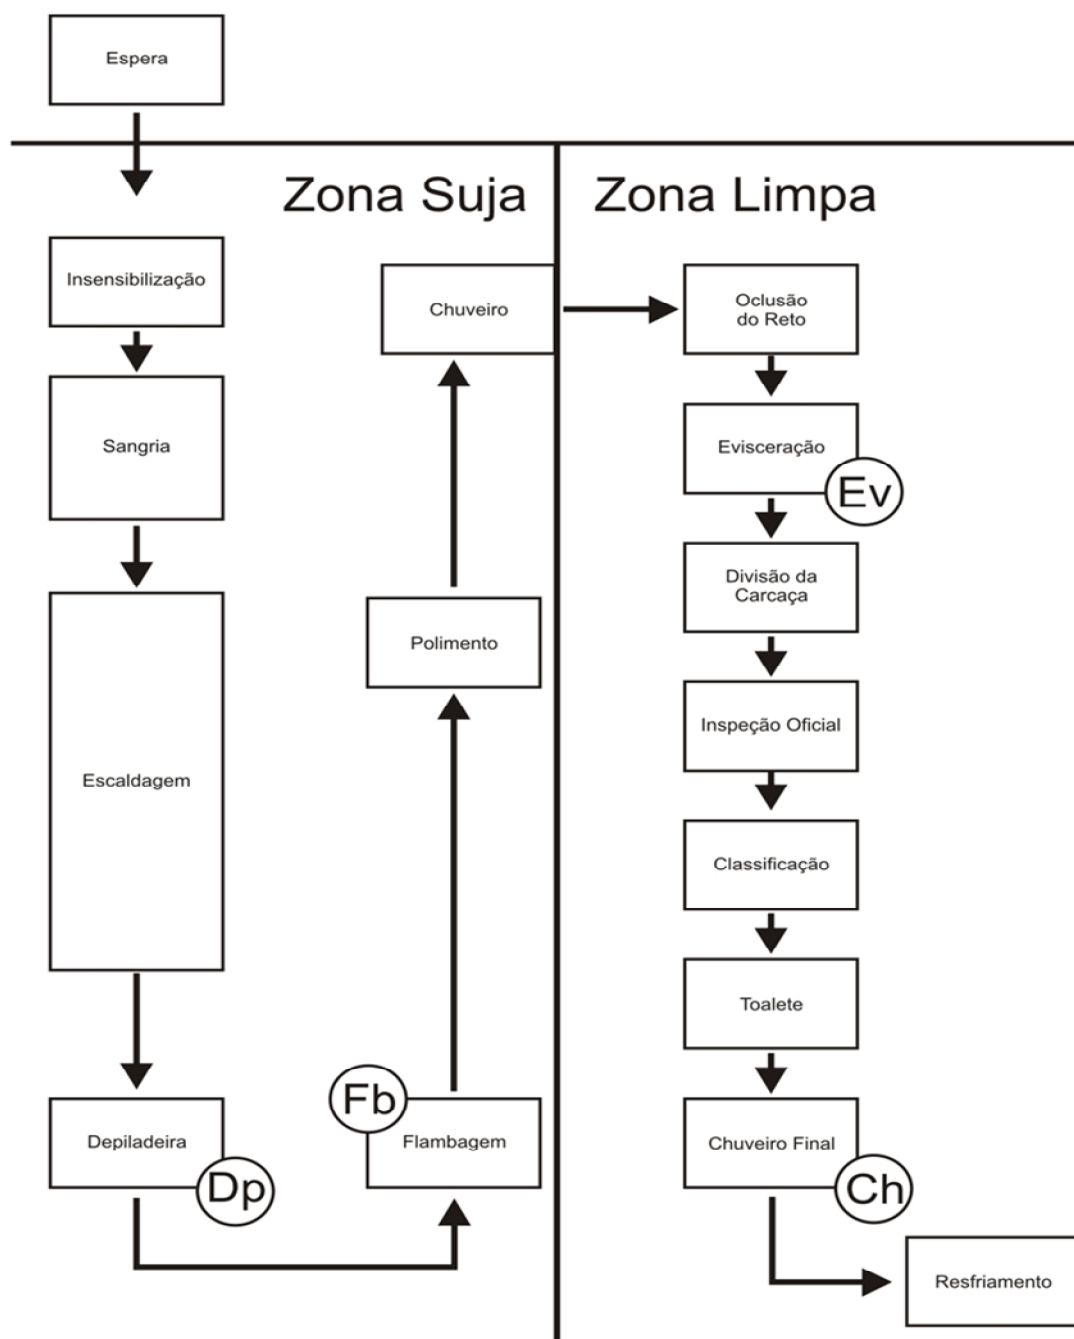 Espera
Zona Suja
Insensibilização
Sangria
Escaldagem
Depiladeira
Dp
Fb
Flambagem
Polimento
Chuveiro
Zona Limpa
Oclusão
do Reto
Evisceração
Ev
Divisão da
Carcaça
Inspeção Oficial
Classificação
Toalete
Chuveiro Final
Ch
Resfriamento